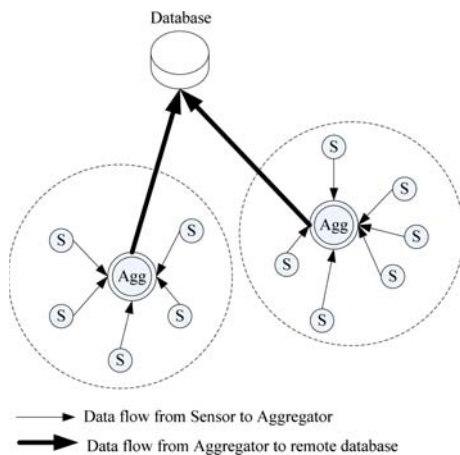 Database
S
S
S
Agg
S
S
S
S
S
Agg
S
S
S
S
Data flow from Sensor to Aggregator
Data flow from Aggregator to remote database